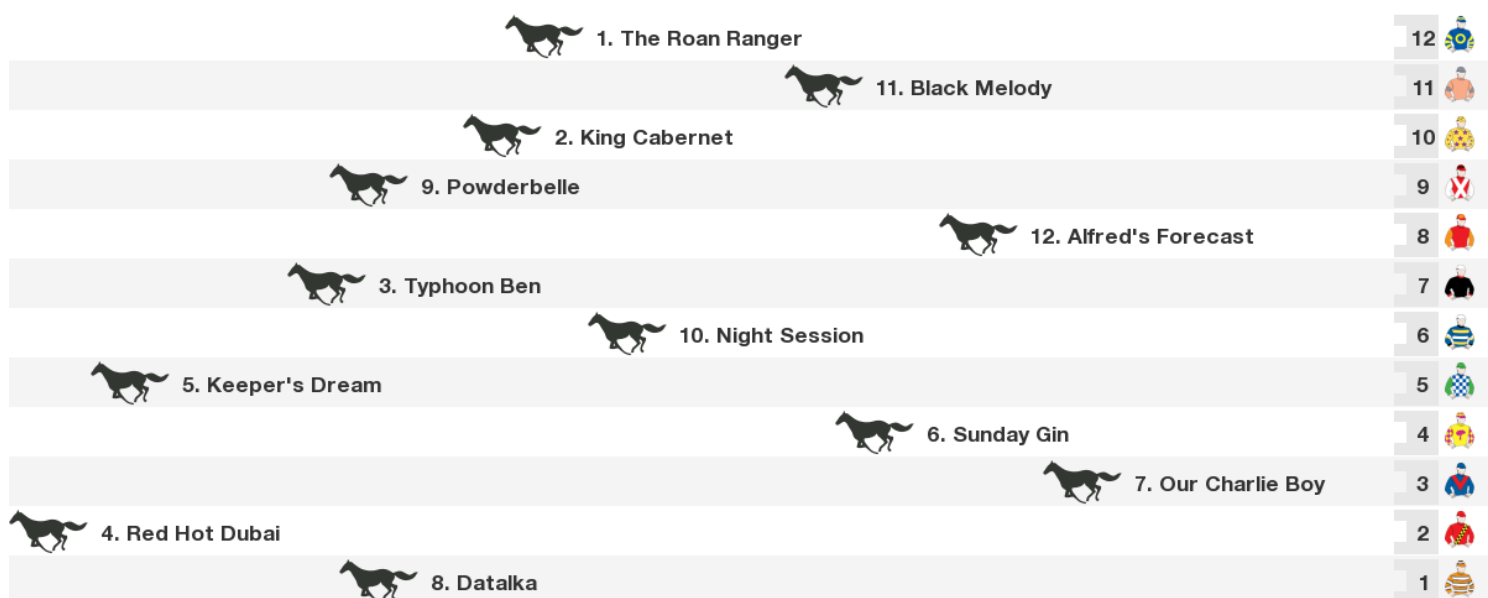 1. The Roan Ranger 12
11. Black Melody 11
2. King Cabernet 10
9. Powderbelle 9
12. Alfred's Forecast 8
3. Typhoon Ben 7
10. Night Session 6
5. Keeper's Dream 5
6. Sunday Gin 4
7. Our Charlie Boy 3
4. Red Hot Dubai 2
8. Datalka 1